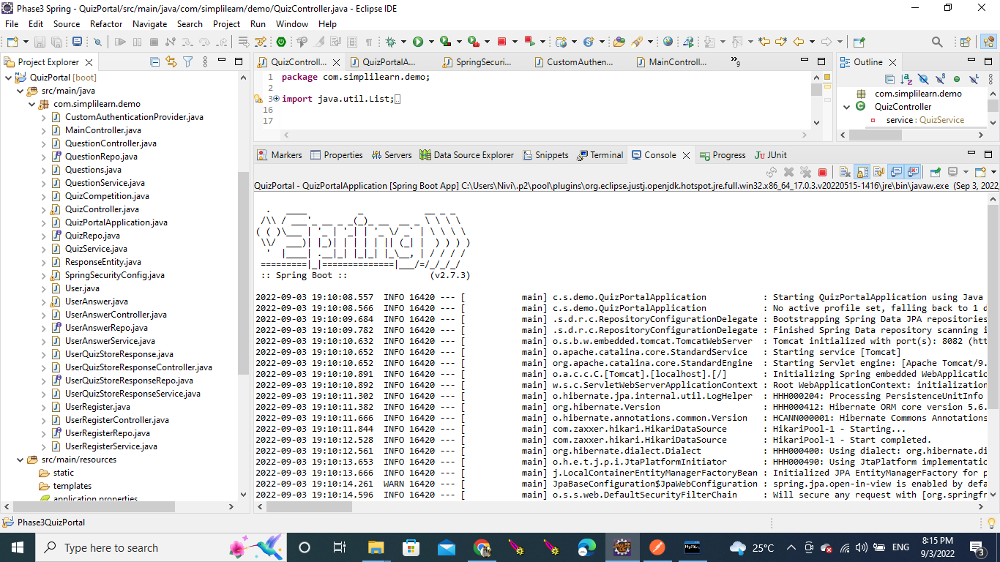 Phase3 Spring - QuizPortal/src/main/java/com/simplilearn/demo/QuizController.java - Eclipse IDE
File Edit Source Refactor Navigate Search Project Run Window Help
Project Explorer
QuizPortal [boot]
src/main/java
com.simplilearn.demo
CustomAuthenticationProvider.java
MainController.java
QuestionController.java
QuestionRepo.java
Questions.java
QuestionService.java
QuizCompetition.java
QuizController.java
QuizPortalApplication.java
QuizRepo.java
QuizService.java
ResponseEntity.java
SpringSecurityConfig.java
User.java
UserAnswer.java
UserAnswerController.java
UserAnswerRepo.java
UserAnswerService.java
UserQuizStoreResponse.java
UserQuizStoreResponseController.java
UserQuizStoreResponseRepo.java
UserQuizStoreResponseService.java
UserRegister.java
UserRegisterController.java
UserRegisterRepo.java
UserRegisterService.java
src/main/resources
static
templates
application.properties
QuizControll... QuizPortalA... SpringSecuri... CustomAuthen... MainControll... »9
1 package com.simplilearn.demo;
2
3 import java.util.List;
16
17
Outline
com.simplilearn.demo
QuizController
service : QuizService
Markers Properties Servers Data Source Explorer Snippets Terminal Console Progress JUnit
QuizPortal - QuizPortalApplication [Spring Boot App] C:\Users\Nivi\.p2\pool\plugins\org.eclipse.justj.openjdk.hotspot.jre.full.win32.x86_64_17.0.3.v20220515-1416\jre\bin\javaw.exe (Sep 3, 2022,
Spring
:: Spring Boot :: (v2.7.3)
2022-09-03 19:10:08.557 INFO 16420 --- [ main] c.s.demo.QuizPortalApplication : Starting QuizPortalApplication using Java
2022-09-03 19:10:08.566 INFO 16420 --- [ main] c.s.demo.QuizPortalApplication : No active profile set, falling back to 1 d
2022-09-03 19:10:09.684 INFO 16420 --- [ main] .s.d.r.c.RepositoryConfigurationDelegate : Bootstrapping Spring Data JPA repositories
2022-09-03 19:10:09.782 INFO 16420 --- [ main] .s.d.r.c.RepositoryConfigurationDelegate : Finished Spring Data repository scanning i
2022-09-03 19:10:10.632 INFO 16420 --- [ main] o.s.b.w.embedded.tomcat.TomcatWebServer : Tomcat initialized with port(s): 8082 (htt
2022-09-03 19:10:10.652 INFO 16420 --- [ main] o.apache.catalina.core.StandardService : Starting service [Tomcat]
2022-09-03 19:10:10.652 INFO 16420 --- [ main] org.apache.catalina.core.StandardEngine : Starting Servlet engine: [Apache Tomcat/9.
2022-09-03 19:10:10.891 INFO 16420 --- [ main] o.a.c.c.C.[Tomcat].[localhost].[/] : Initializing Spring embedded WebApplicatio
2022-09-03 19:10:10.892 INFO 16420 --- [ main] w.s.c.ServletWebServerApplicationContext : Root WebApplicationContext: initialization
2022-09-03 19:10:11.302 INFO 16420 --- [ main] o.hibernate.jpa.internal.util.LogHelper : HHH000204: Processing PersistenceUnitInfo
2022-09-03 19:10:11.382 INFO 16420 --- [ main] org.hibernate.Version : HHH000412: Hibernate ORM core version 5.6.
2022-09-03 19:10:11.666 INFO 16420 --- [ main] o.hibernate.annotations.common.Version : HCANN000001: Hibernate Commons Annotations
2022-09-03 19:10:11.844 INFO 16420 --- [ main] com.zaxxer.hikari.HikariDataSource : HikariPool-1 - Starting...
2022-09-03 19:10:12.528 INFO 16420 --- [ main] com.zaxxer.hikari.HikariDataSource : HikariPool-1 - Start completed.
2022-09-03 19:10:12.561 INFO 16420 --- [ main] org.hibernate.dialect.Dialect : HHH000400: Using dialect: org.hibernate.di
2022-09-03 19:10:13.653 INFO 16420 --- [ main] o.h.e.t.j.p.i.JtaPlatformInitiator : HHH000490: Using JtaPlatform implementatio
2022-09-03 19:10:13.666 INFO 16420 --- [ main] j.LocalContainerEntityManagerFactoryBean : Initialized JPA EntityManagerFactory for p
2022-09-03 19:10:14.261 WARN 16420 --- [ main] JpaBaseConfiguration$JpaWebConfiguration : spring.jpa.open-in-view is enabled by defa
2022-09-03 19:10:14.596 INFO 16420 --- [ main] o.s.s.web.DefaultSecurityFilterChain : Will secure any request with [org.springfr
Phase3QuizPortal
Type here to search
25°C
ENG
8:15 PM
9/3/2022
3